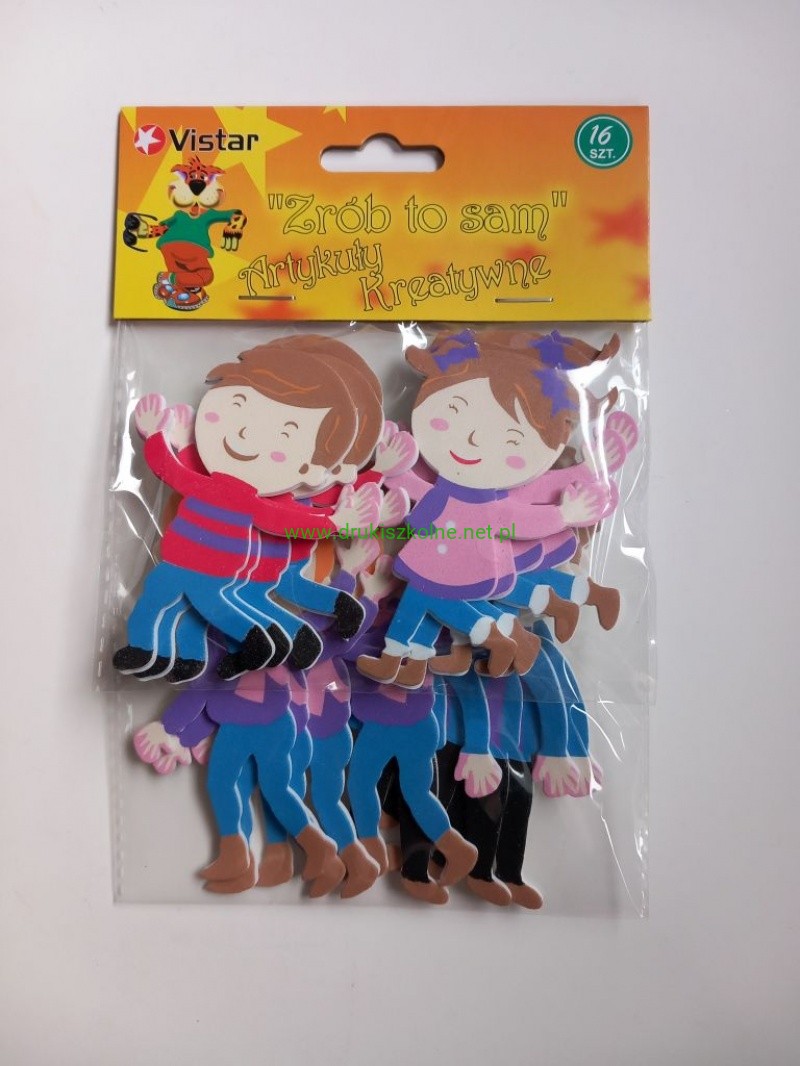 Vistar
16
SZT.
"Zrób to sam"
Artykuły
Kreatywne
www.drukiszkolne.net.pl